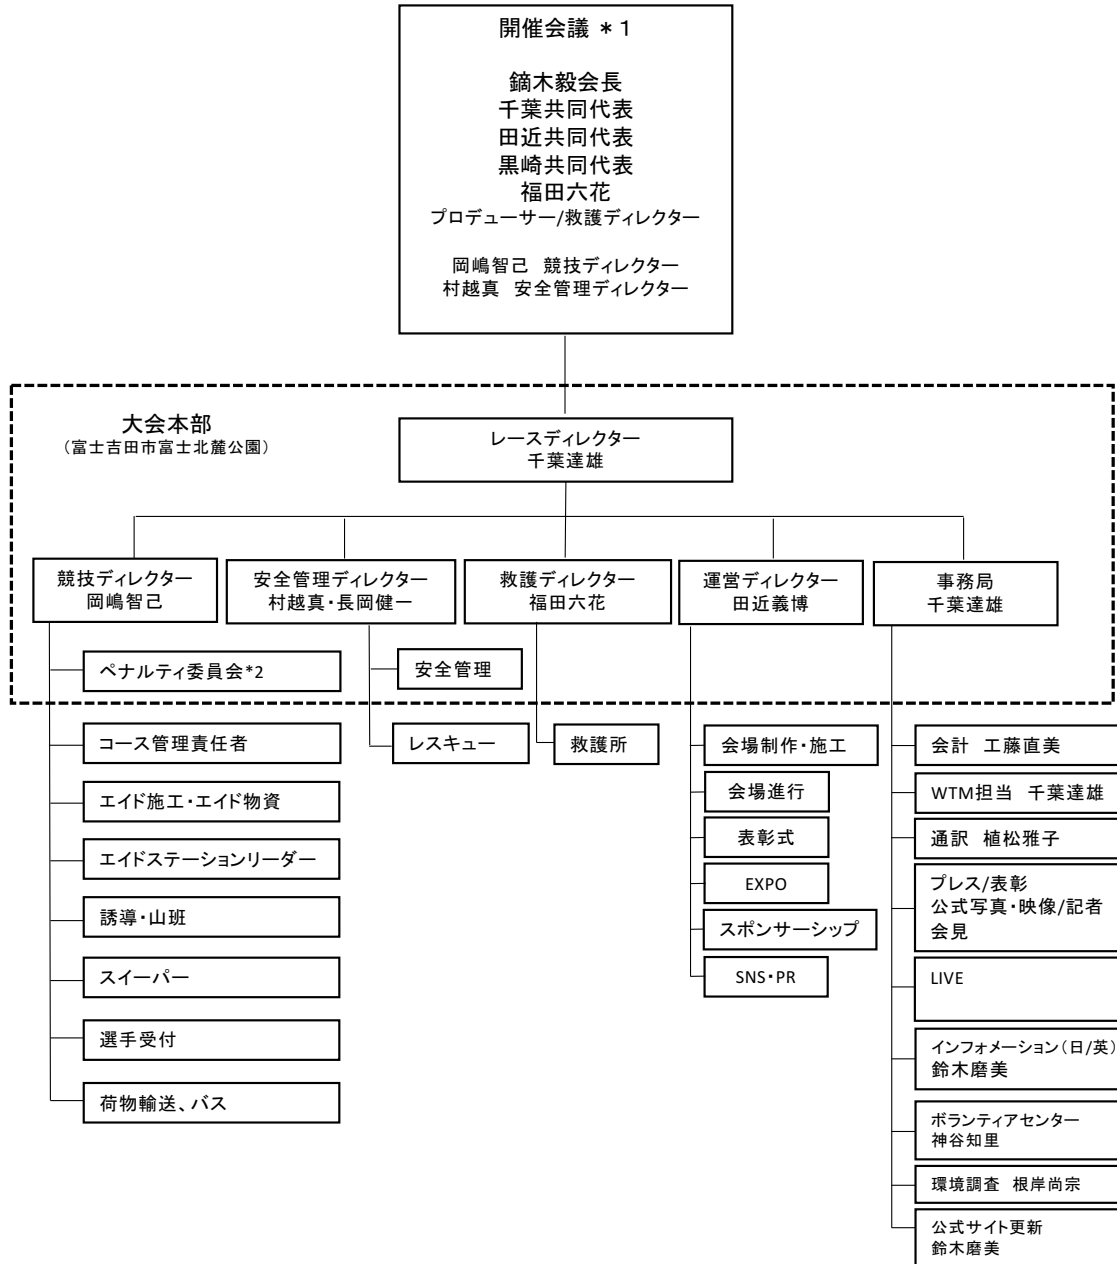 開催会議 *1
鏑木毅会長
千葉共同代表
田近共同代表
黒崎共同代表
福田六花
プロデューサー/救護ディレクター
岡嶋智己 競技ディレクター
村越真 安全管理ディレクター
大会本部
(富士吉田市富士北麓公園)
レースディレクター
千葉達雄
競技ディレクター
岡嶋智己
安全管理ディレクター
村越真・長岡健一
救護ディレクター
福田六花
運営ディレクター
田近義博
事務局
千葉達雄
ペナルティ委員会*2
コース管理責任者
エイド施工・エイド物資
エイドステーションリーダー
誘導・山班
スイーパー
選手受付
荷物輸送、バス
安全管理
レスキュー
救護所
会場制作・施工
会場進行
表彰式
EXPO
スポンサーシップ
SNS・PR
会計 工藤直美
WTM担当 千葉達雄
通訳 植松雅子
プレス/表彰
公式写真・映像/記者
会見
LIVE
インフォメーション(日/英)
鈴木磨美
ボランティアセンター
神谷知里
環境調査 根岸尚宗
公式サイト更新
鈴木磨美